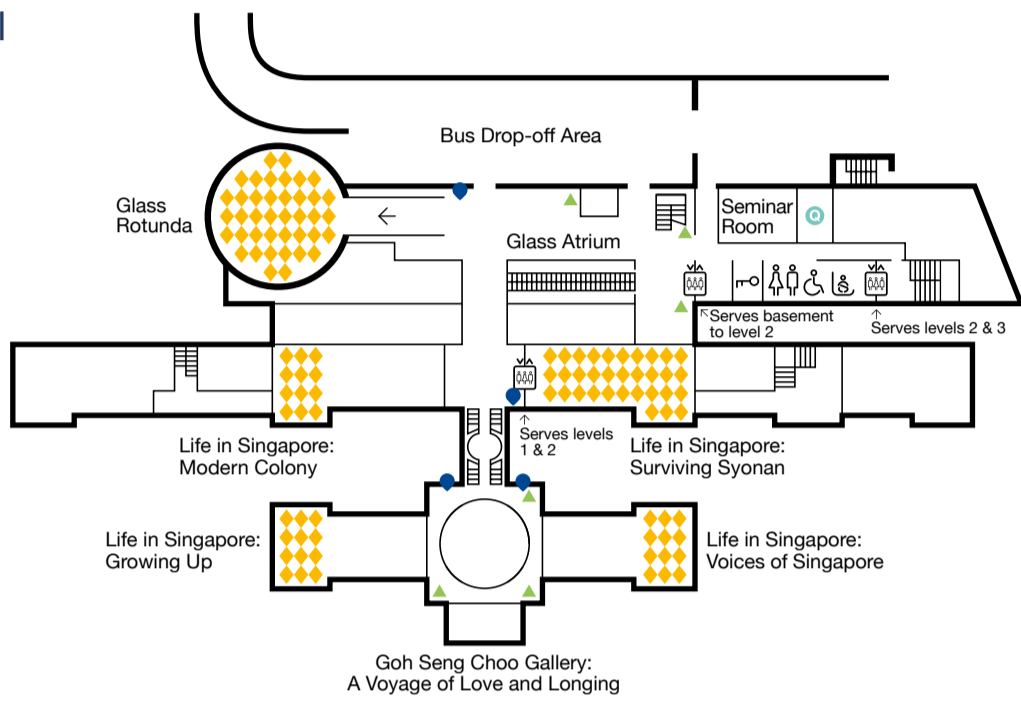 Bus Drop-off Area
Glass
Rotunda
Seminar
Room
Q
Glass Atrium
Serves basement
to level 2
Serves levels 2 & 3
Serves levels
1 & 2
Life in Singapore:
Modern Colony
Life in Singapore:
Surviving Syonan
Life in Singapore:
Growing Up
Life in Singapore:
Voices of Singapore
Goh Seng Choo Gallery:
A Voyage of Love and Longing